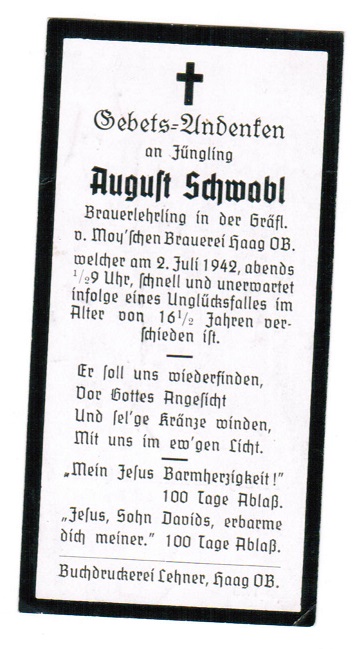 Gebets-Andenken
an Jüngling
August Schwabl
Brauerlehrling in der Gräfl.
v. Moy'schen Brauerei Haag OB.
welcher am 2. Juli 1942, abends
1/29 Uhr, schnell und unerwartet
infolge eines Unglücksfalles im
Alter von 16 1/2 Jahren ver-
schieden ist.
Er soll uns wiederfinden,
Vor Gottes Angesicht
Und sel'ge Kränze winden,
Mit uns im ew'gen Licht.
„Mein Jesus Barmherzigkeit!"
100 Tage Ablaß.
„Jesus, Sohn Davids, erbarme
dich meiner." 100 Tage Ablaß.
Buchdruckerei Lehner, Haag OB.